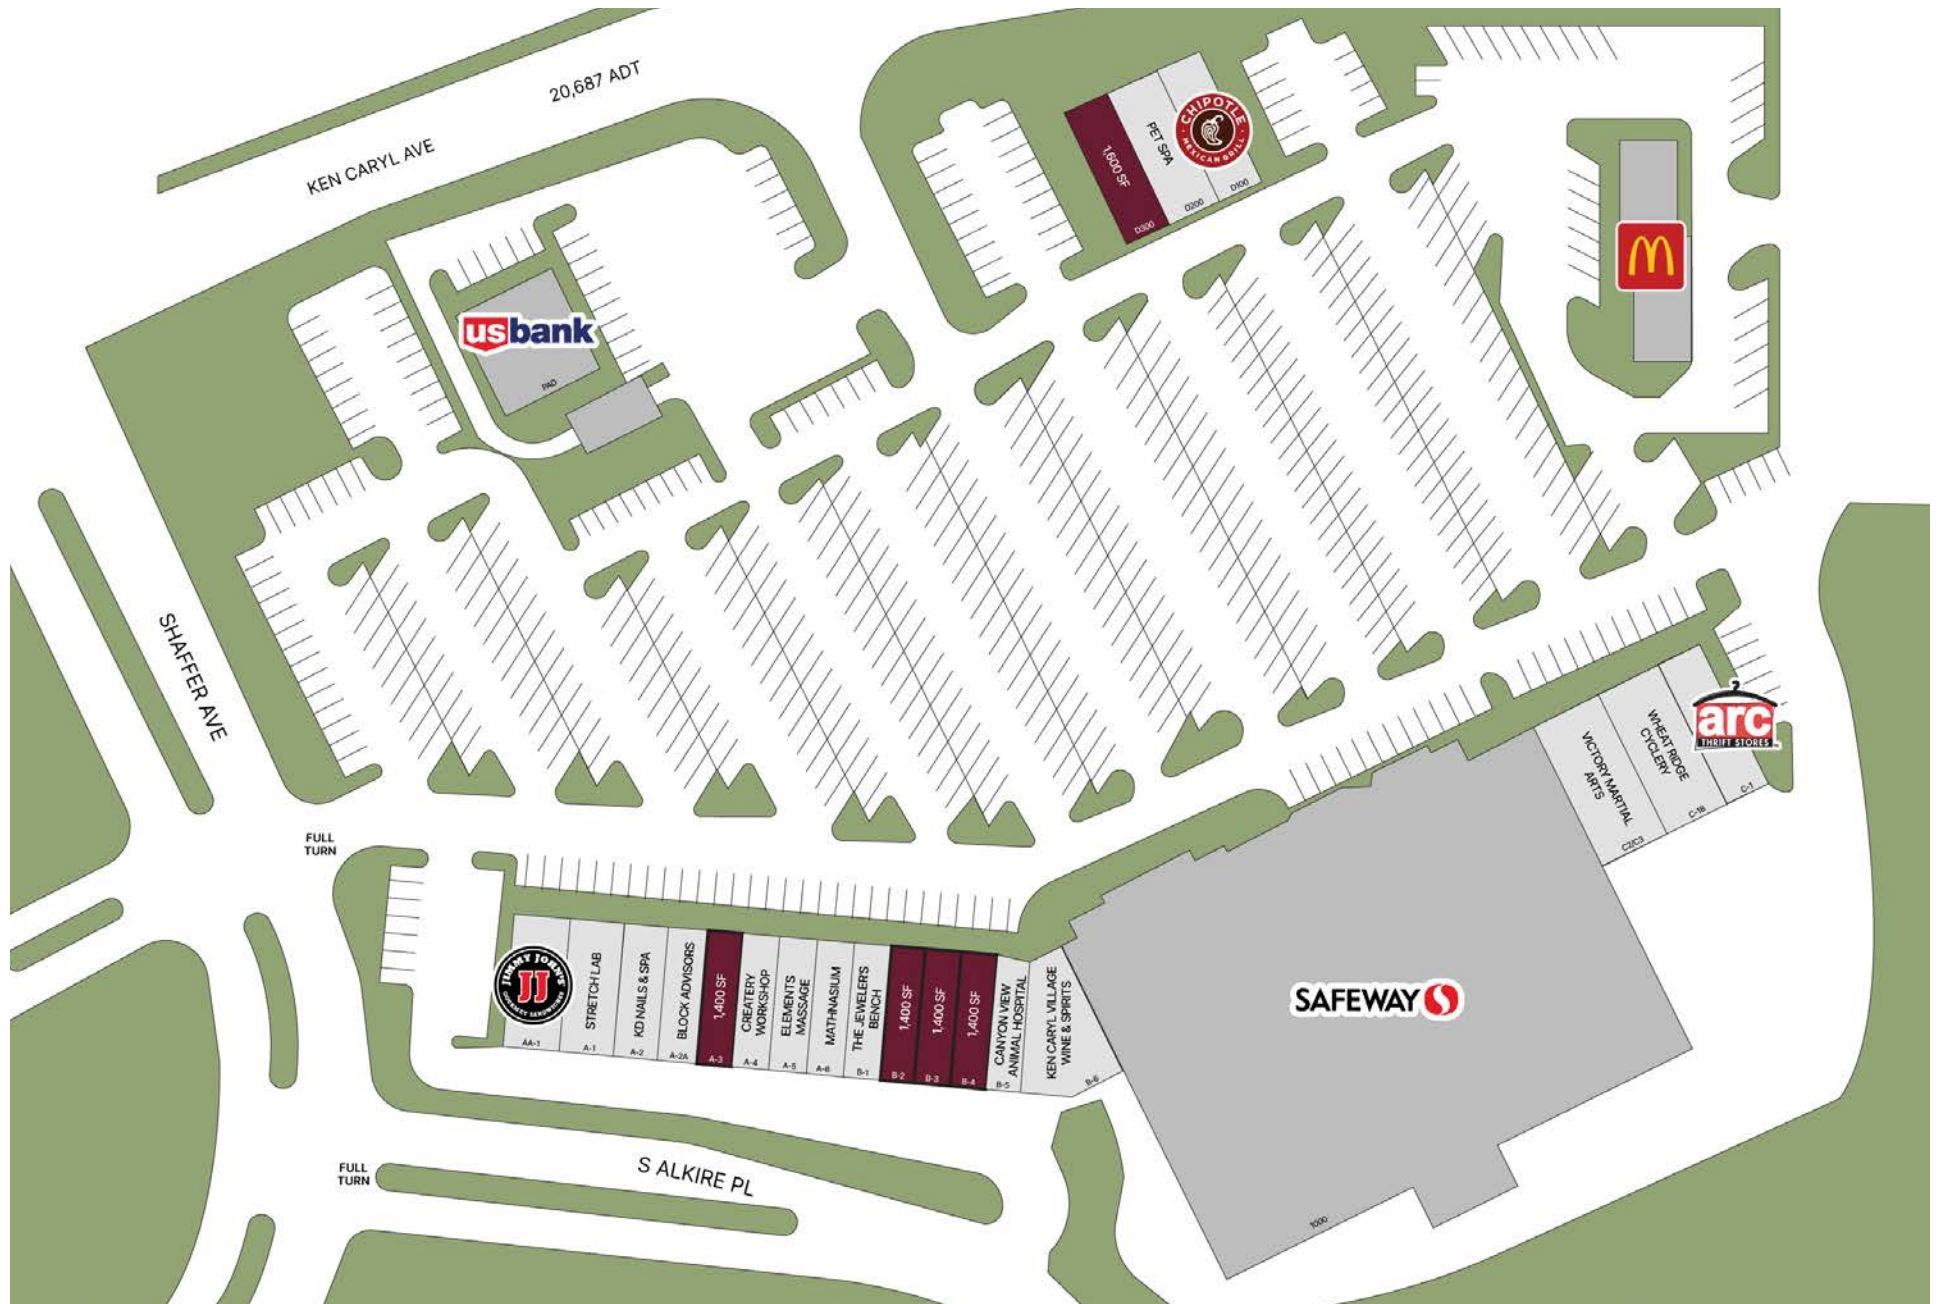 20,687 ADT
KEN CARYL AVE
CHIPOTLE
MEXICAN GRILL
PET SPA
1,600 SF
D100
D200
D300
usbank
PAD
SHAFFER AVE
arc
THRIFT STORES
WHEAT RIDGE
CYCLERY
VICTORY MARTIAL
ARTS
C-1
C-1B
C2/C3
FULL
TURN
JIMMY JOHN'S
JJ
GOURMET SANDWICHES
STRETCH LAB
KD NAILS & SPA
BLOCK ADVISORS
1,400 SF
CREATERY
WORKSHOP
ELEMENTS
MASSAGE
MATHNASIUM
THE JEWELER'S
BENCH
1,400 SF
1,400 SF
1,400 SF
CANYON VIEW
ANIMAL HOSPITAL
KEN CARYL VILLAGE
WINE & SPIRITS
AA-1
A-1
A-2
A-2A
A-3
A-4
A-5
A-6
B-1
B-2
B-3
B-4
B-5
B-6
SAFEWAY
1000
FULL
TURN
S ALKIRE PL